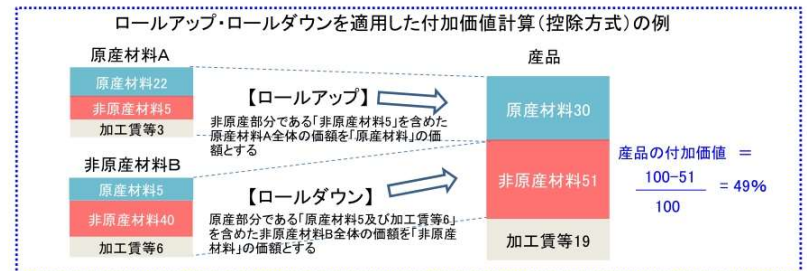 ロールアップ・ロールダウンを適用した付加価値計算(控除方式)の例
原産材料A
原産材料22
非原産材料5
加工賃等3
【ロールアップ】
非原産部分である「非原産材料5」を含めた
原産材料A全体の価額を「原産材料」の価
額とする
非原産材料B
原産材料5
非原産材料40
加工賃等6
【ロールダウン】
原産部分である「原産材料5及び加工賃等6」
を含めた非原産材料B全体の価額を「非原
産材料」の価額とする
産品
原産材料30
非原産材料51
加工賃等19
産品の付加価値 =
100-51
100
= 49%